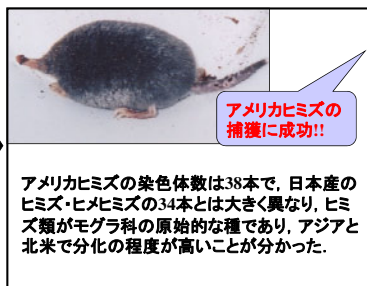 アメリカヒミズの
捕獲に成功!!
アメリカヒミズの染色体数は38本で, 日本産の
ヒミズ・ヒメヒミズの34本とは大きく異なり, ヒミ
ズ類がモグラ科の原始的な種であり, アジアと
北米で分化の程度が高いことが分かった.